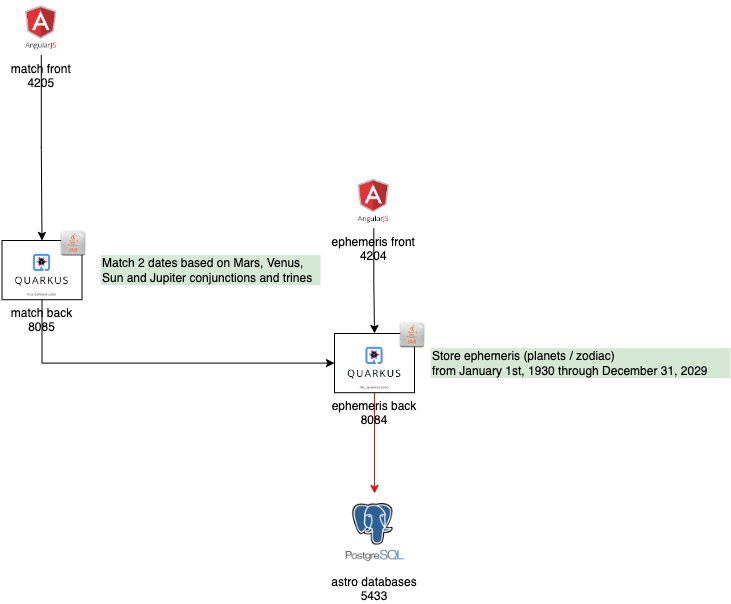 AngularJS
match front
4205
AngularJS
ephemeris front
4204
JAR
QUARKUS
match back
8085
Match 2 dates based on Mars, Venus,
Sun and Jupiter conjunctions and trines
JAR
QUARKUS
ephemeris back
8084
Store ephemeris (planets / zodiac)
from January 1st, 1930 through December 31, 2029
PostgreSQL
astro databases
5433